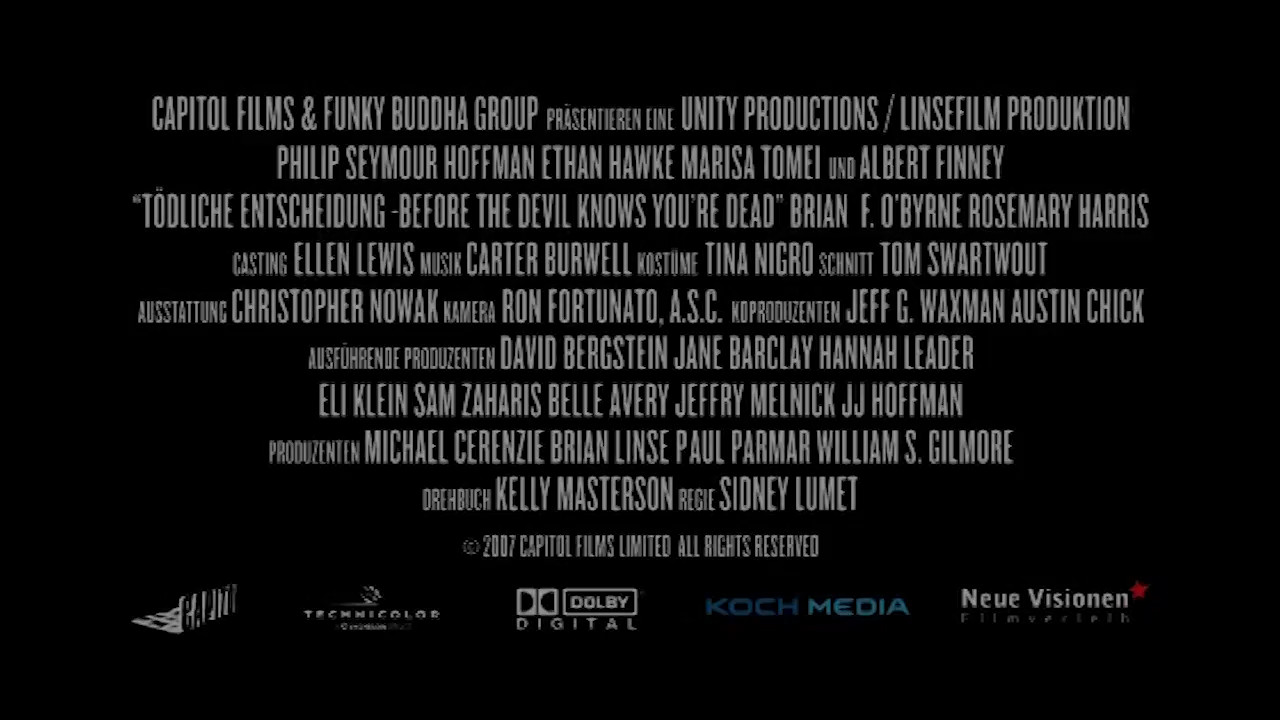 CAPITOL FILMS & FUNKY BUDDHA GROUP PRÄSENTIEREN EINE UNITY PRODUCTIONS / LINSEFILM PRODUKTION
PHILIP SEYMOUR HOFFMAN ETHAN HAWKE MARISA TOMEI UND ALBERT FINNEY
“TÖDLICHE ENTSCHEIDUNG -BEFORE THE DEVIL KNOWS YOU'RE DEAD” BRIAN F. O'BYRNE ROSEMARY HARRIS
CASTING ELLEN LEWIS MUSIK CARTER BURWELL KOSTÜME TINA NIGRO SCHNITT TOM SWARTWOUT
AUSSTATTUNG CHRISTOPHER NOWAK KAMERA RON FORTUNATO, A.S.C. KOPRODUZENTEN JEFF G. WAXMAN AUSTIN CHICK
AUSFÜHRENDE PRODUZENTEN DAVID BERGSTEIN JANE BARCLAY HANNAH LEADER
ELI KLEIN SAM ZAHARIS BELLE AVERY JEFFRY MELNICK JJ HOFFMAN
PRODUZENTEN MICHAEL CERENZIE BRIAN LINSE PAUL PARMAR WILLIAM S. GILMORE
DREHBUCH KELLY MASTERSON REGIE SIDNEY LUMET
© 2007 CAPITOL FILMS LIMITED ALL RIGHTS RESERVED
CAPITOL TECHNICOLOR DOLBY KOCH MEDIA Neue Visionen
DIGITAL Filmverleih